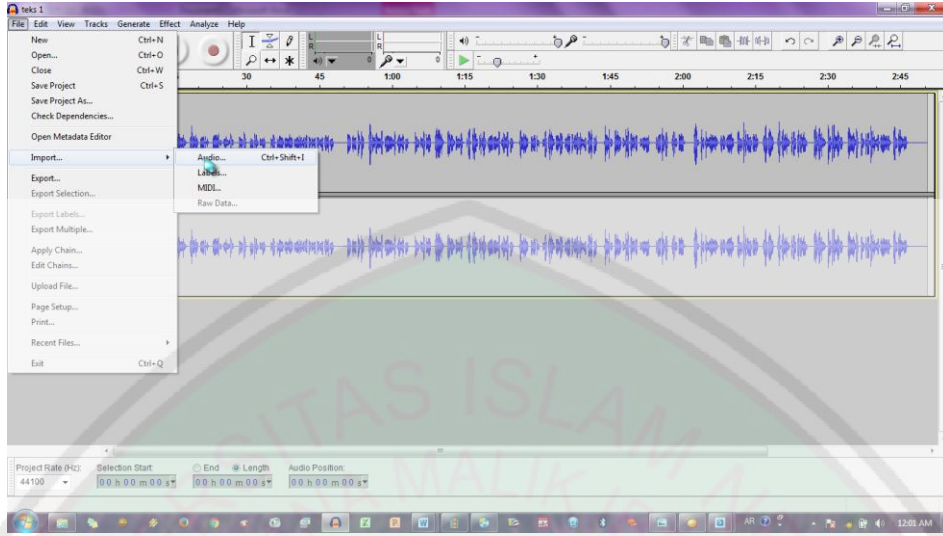 teks 1
File Edit View Tracks Generate Effect Analyze Help
New Ctrl+N
Open... Ctrl+O
Close Ctrl+W
Save Project Ctrl+S
Save Project As...
Check Dependencies...
Open Metadata Editor
Import...
Audio... Ctrl+Shift+I
Labels...
MIDI...
Raw Data...
Export...
Export Selection...
Export Labels...
Export Multiple...
Apply Chain...
Edit Chains...
Upload File...
Page Setup...
Print...
Recent Files...
Exit Ctrl+Q
L R L R
30 45 1:00 1:15 1:30 1:45 2:00 2:15 2:30 2:45
Project Rate (Hz): Selection Start: End Length Audio Position:
44100 00 h 00 m 00 s 00 h 00 m 00 s 00 h 00 m 00 s
AR 12:01 AM
SITAS ISLAM
MALIK